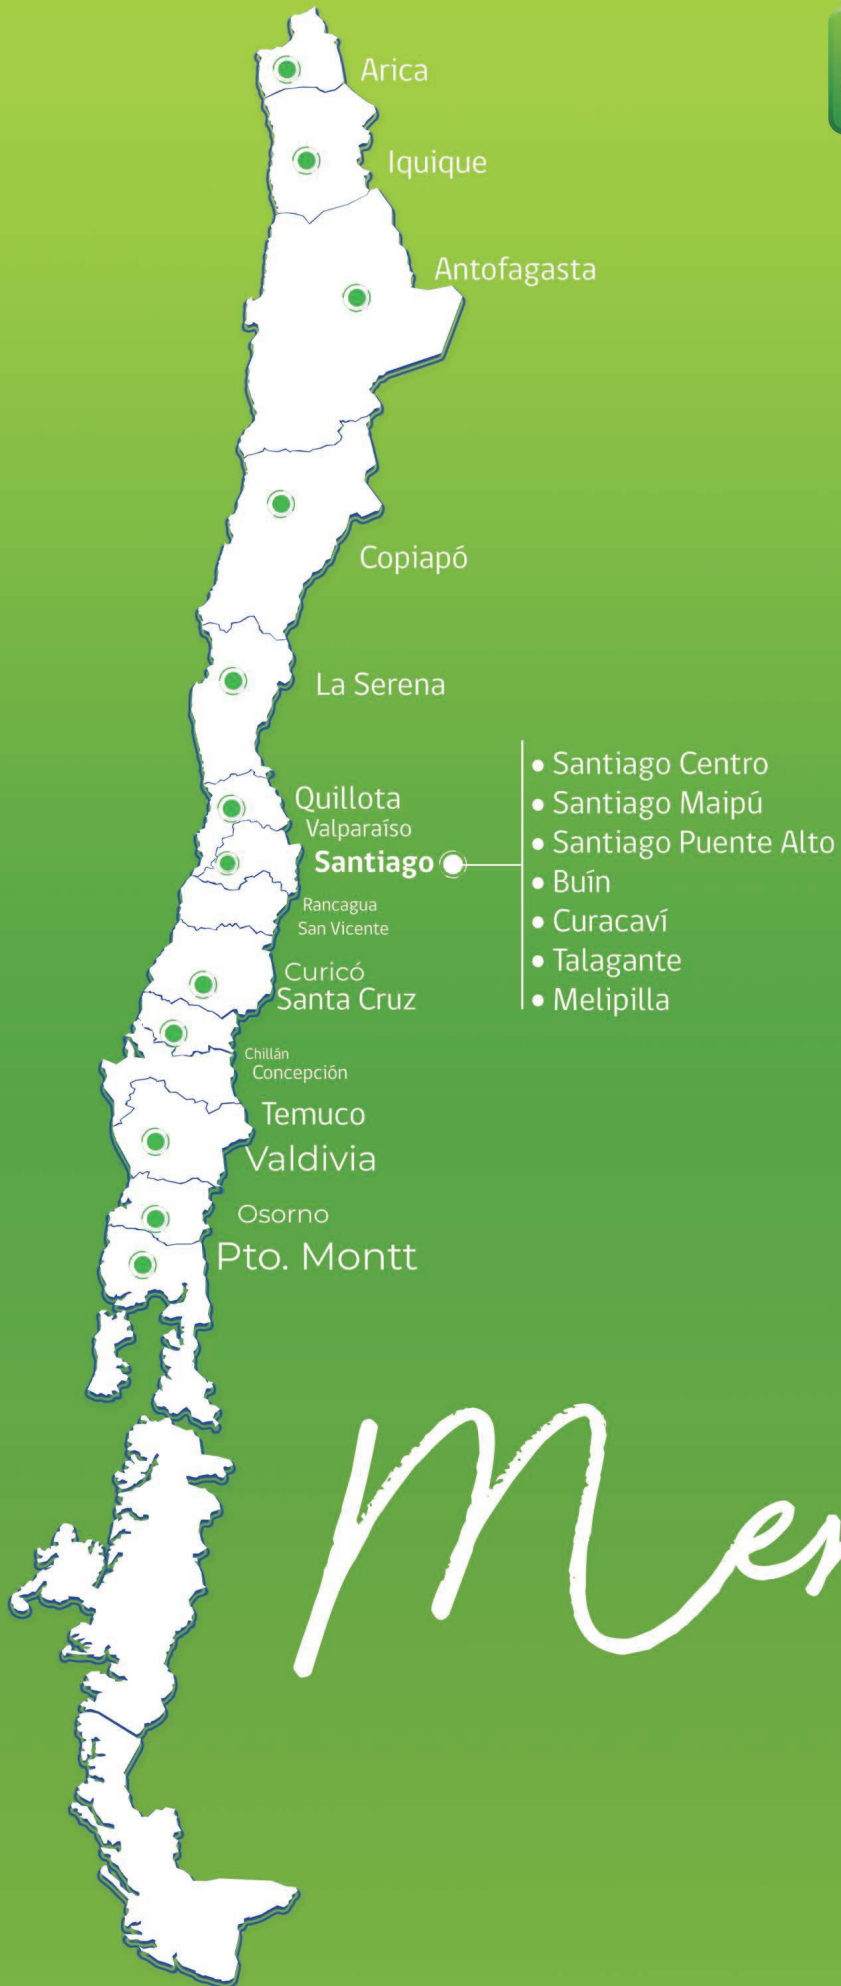 Arica
Iquique
Antofagasta
Copiapó
La Serena
Quillota
Valparaíso
Santiago
Rancagua
San Vicente
Curicó
Santa Cruz
Chillán
Concepción
Temuco
Valdivia
Osorno
Pto. Montt
• Santiago Centro
• Santiago Maipú
• Santiago Puente Alto
• Buín
• Curacaví
• Talagante
• Melipilla